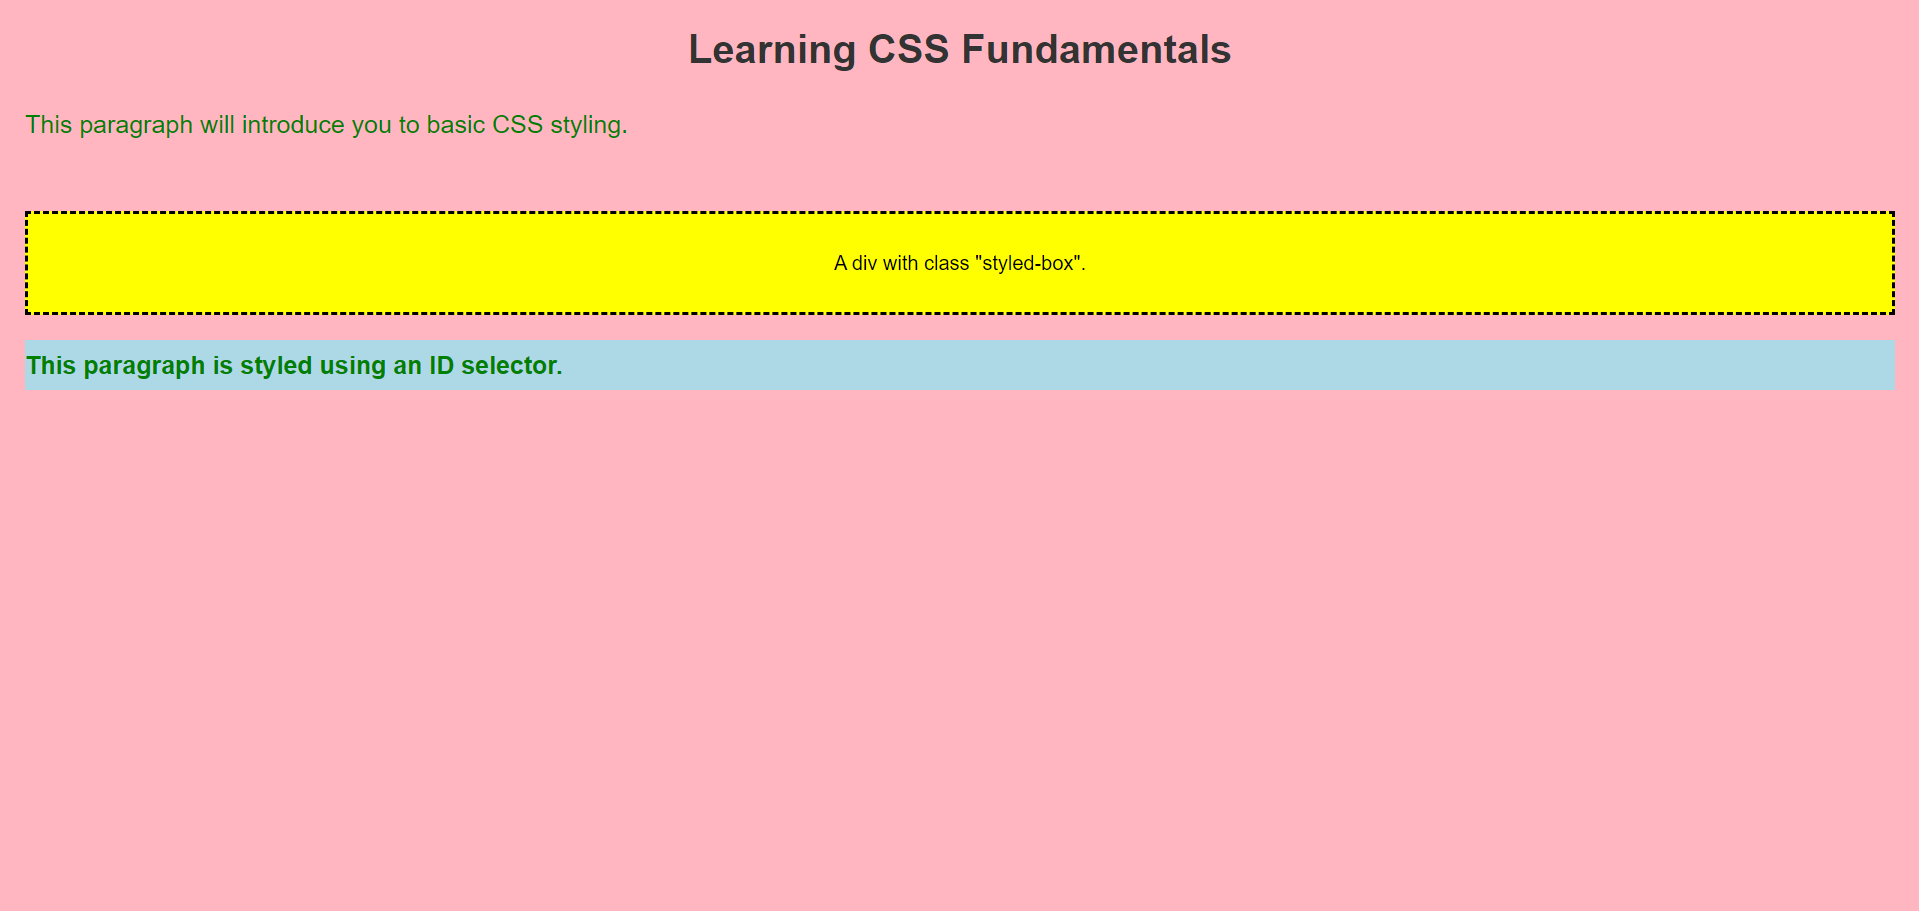 Learning CSS Fundamentals
This paragraph will introduce you to basic CSS styling.
A div with class "styled-box".
This paragraph is styled using an ID selector.